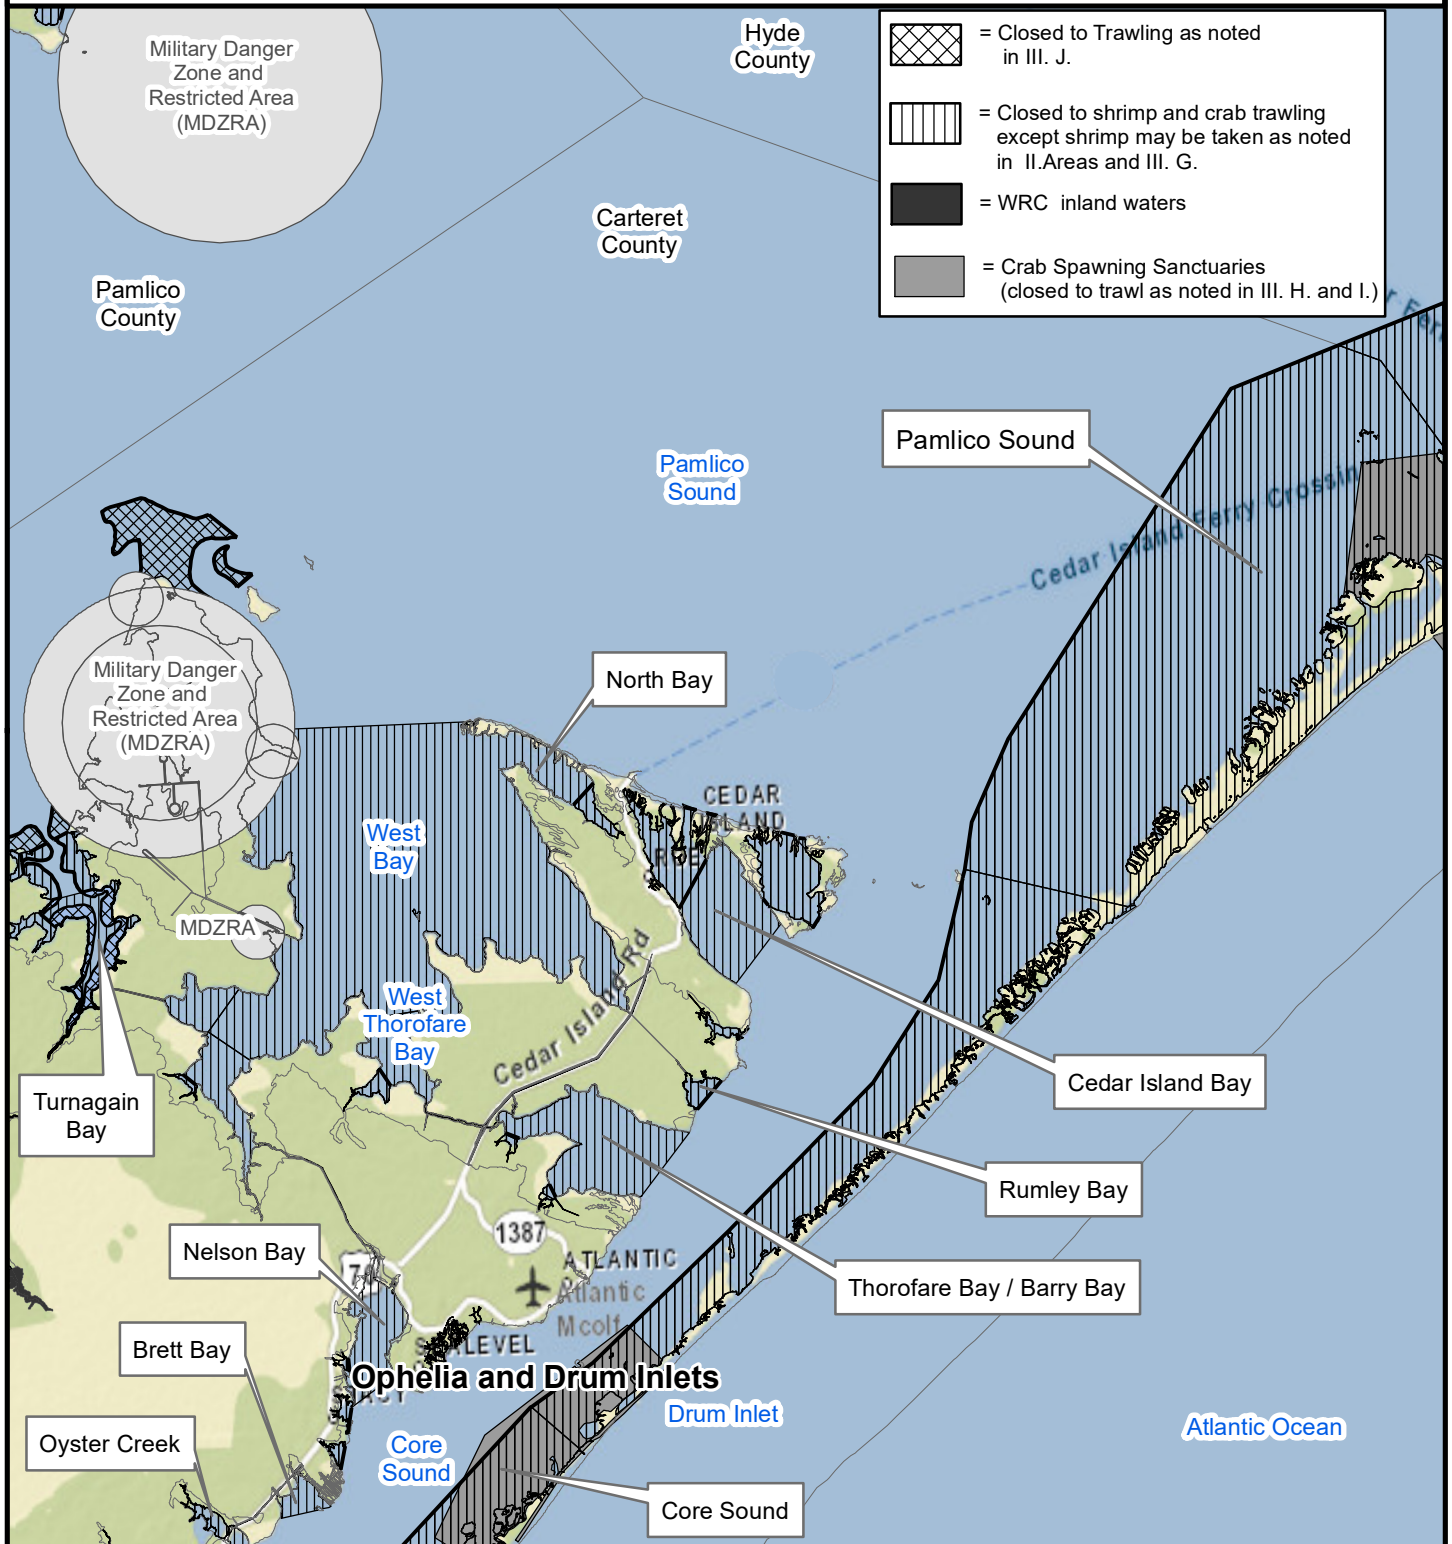 Military Danger
Zone and
Restricted Area
(MDZRA)
Hyde
County
= Closed to Trawling as noted
in III. J.
= Closed to shrimp and crab trawling
except shrimp may be taken as noted
in II.Areas and III. G.
= WRC inland waters
= Crab Spawning Sanctuaries
(closed to trawl as noted in III. H. and I.)
Carteret
County
Pamlico
County
Pamlico Sound
Pamlico
Sound
Cedar Island Ferry Crossin
North Bay
Military Danger
Zone and
Restricted Area
(MDZRA)
CEDAR
ISLAND
West
Bay
MDZRA
West
Thorofare
Bay
Cedar Island Rd
Cedar Island Bay
Turnagain
Bay
Rumley Bay
1387
Nelson Bay
ATLANTIC
Atlantic
Mcolf
Thorofare Bay / Barry Bay
Brett Bay
Ophelia and Drum Inlets
Drum Inlet
Atlantic Ocean
Oyster Creek
Core
Sound
Core Sound